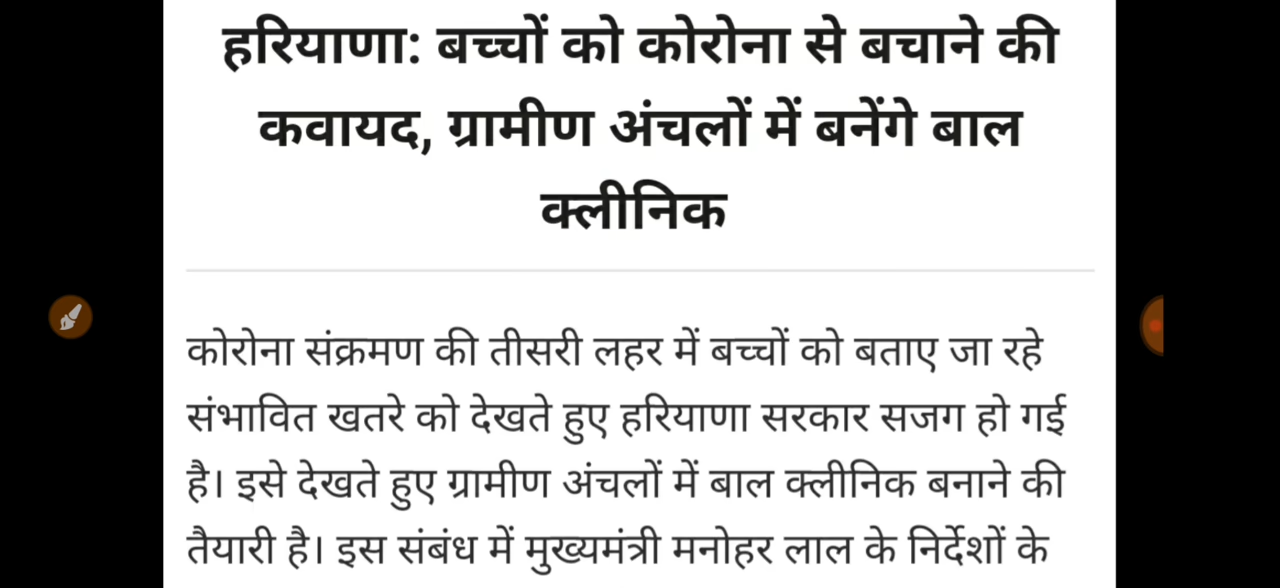 हरियाणा: बच्चों को कोरोना से बचाने की
कवायद, ग्रामीण अंचलों में बनेंगे बाल
क्लीनिक
कोरोना संक्रमण की तीसरी लहर में बच्चों को बताए जा रहे
संभावित खतरे को देखते हुए हरियाणा सरकार सजग हो गई
है। इसे देखते हुए ग्रामीण अंचलों में बाल क्लीनिक बनाने की
तैयारी है। इस संबंध में मुख्यमंत्री मनोहर लाल के निर्देशों के